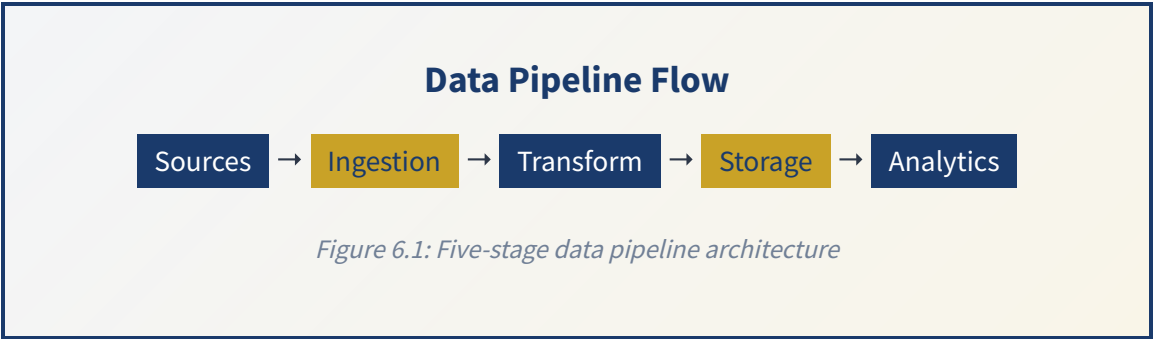 Data Pipeline Flow
Sources → Ingestion → Transform → Storage → Analytics
Figure 6.1: Five-stage data pipeline architecture